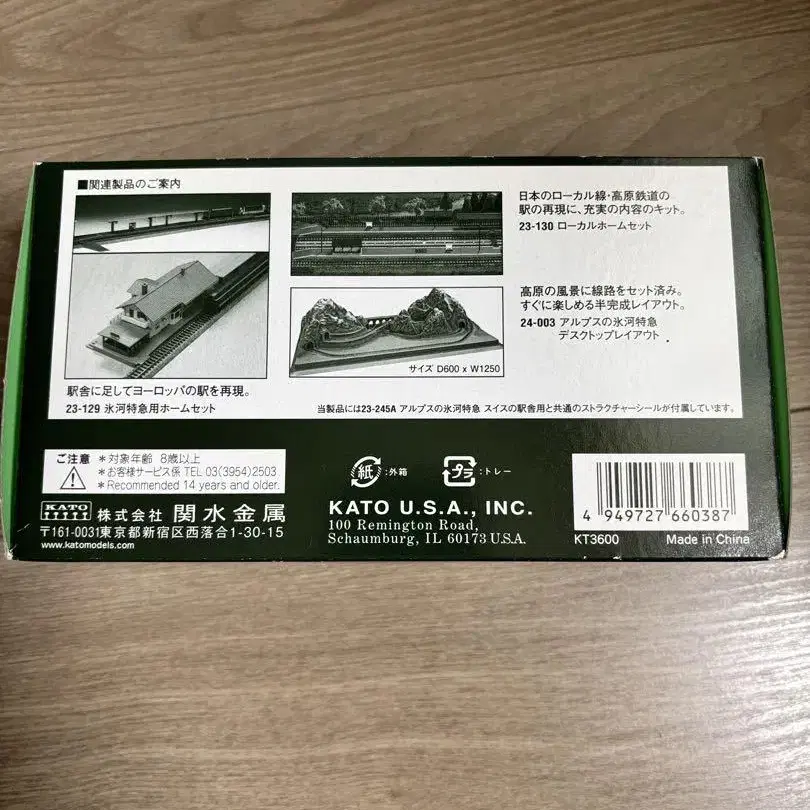 ■関連製品のご案内
日本のローカル線・高原鉄道の
駅の再現に、充実の内容のキット。
23-130 ローカルホームセット
高原の風景に線路をセット済み。
すぐに楽しめる半完成レイアウト。
24-003 アルプスの氷河特急
デスクトップレイアウト
サイズ D600 x W1250
駅舎に足してヨーロッパの駅を再現。
23-129 氷河特急用ホームセット
当製品には23-245A アルプスの氷河特急 スイスの駅舎用と共通のストラクチャーシールが付属しています。
ご注意
*対象年齢 8歳以上
*お客様サービス係 TEL 03(3954)2503
*Recommended 14 years and older.
紙 :外箱
プラ :トレー
KATO 株式会社 関水金属
〒161-0031東京都新宿区西落合1-30-15
www.katomodels.com
KATO U.S.A., INC.
100 Remington Road,
Schaumburg, IL 60173 U.S.A.
4 949727 660387
KT3600
Made in China